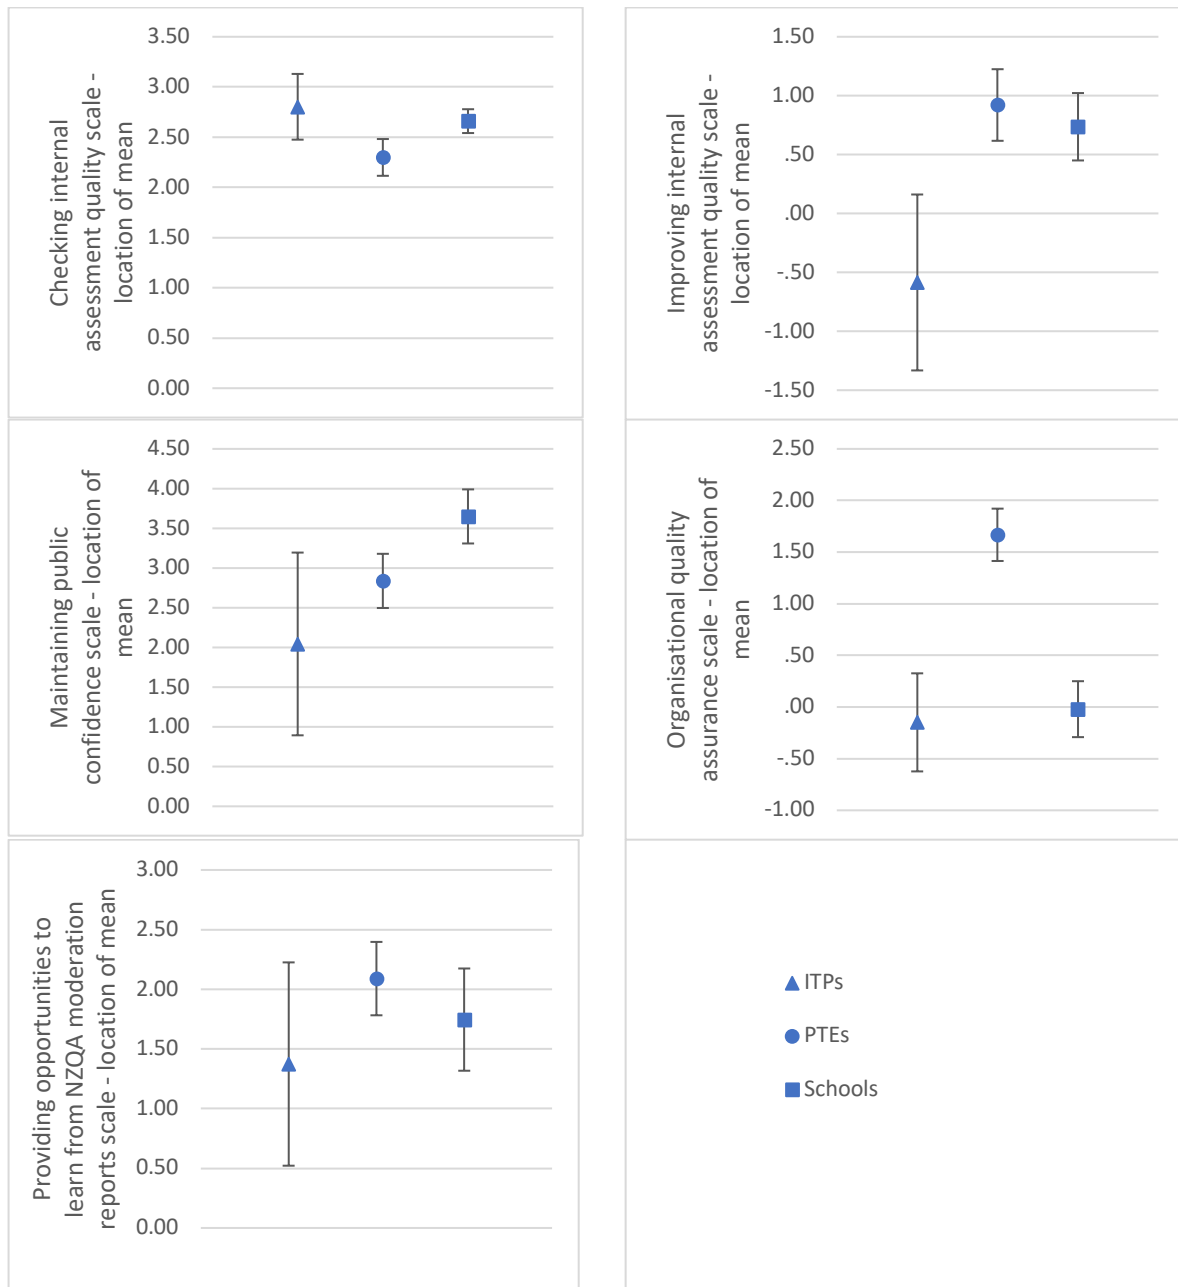 Checking internal
assessment quality scale -
location of mean
3.50
3.00
2.50
2.00
1.50
1.00
0.50
0.00
Improving internal
assessment quality scale -
location of mean
1.50
1.00
.50
.00
-.50
-1.00
-1.50
Maintaining public
confidence scale - location of
mean
4.50
4.00
3.50
3.00
2.50
2.00
1.50
1.00
0.50
0.00
Organisational quality
assurance scale - location of
mean
2.50
2.00
1.50
1.00
.50
.00
-.50
-1.00
Providing opportunities to
learn from NZQA moderation
reports scale - location of mean
3.00
2.50
2.00
1.50
1.00
0.50
0.00
ITPs
PTEs
Schools